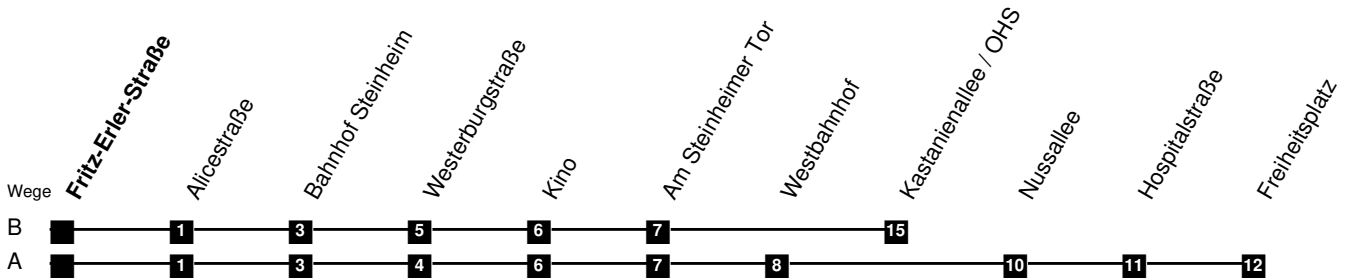 Fritz-Erler-Straße
Alicestraße
Bahnhof Steinheim
Westerburgstraße
Kino
Am Steinheimer Tor
Westbahnhof
Kastanienallee / OHS
Nussallee
Hospitalstraße
Freiheitsplatz
Wege
B 1 3 5 6 7 15
A 1 3 4 6 7 8 10 11 12